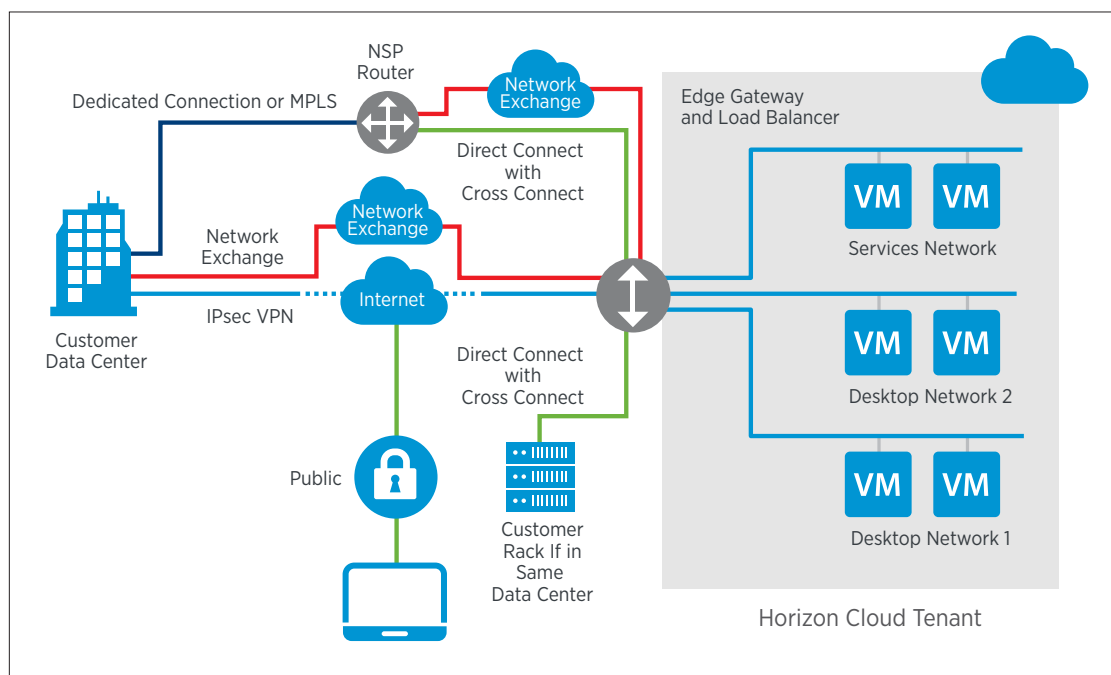 NSP
Router
Dedicated Connection or MPLS
Network
Exchange
Edge Gateway
and Load Balancer
Direct Connect
with
Cross Connect
VM
VM
Services Network
Network
Exchange
Network
Exchange
Internet
IPsec VPN
Customer
Data Center
VM
VM
Desktop Network 2
Direct Connect
with
Cross Connect
Public
VM
VM
Desktop Network 1
Customer
Rack If in
Same
Data Center
Horizon Cloud Tenant